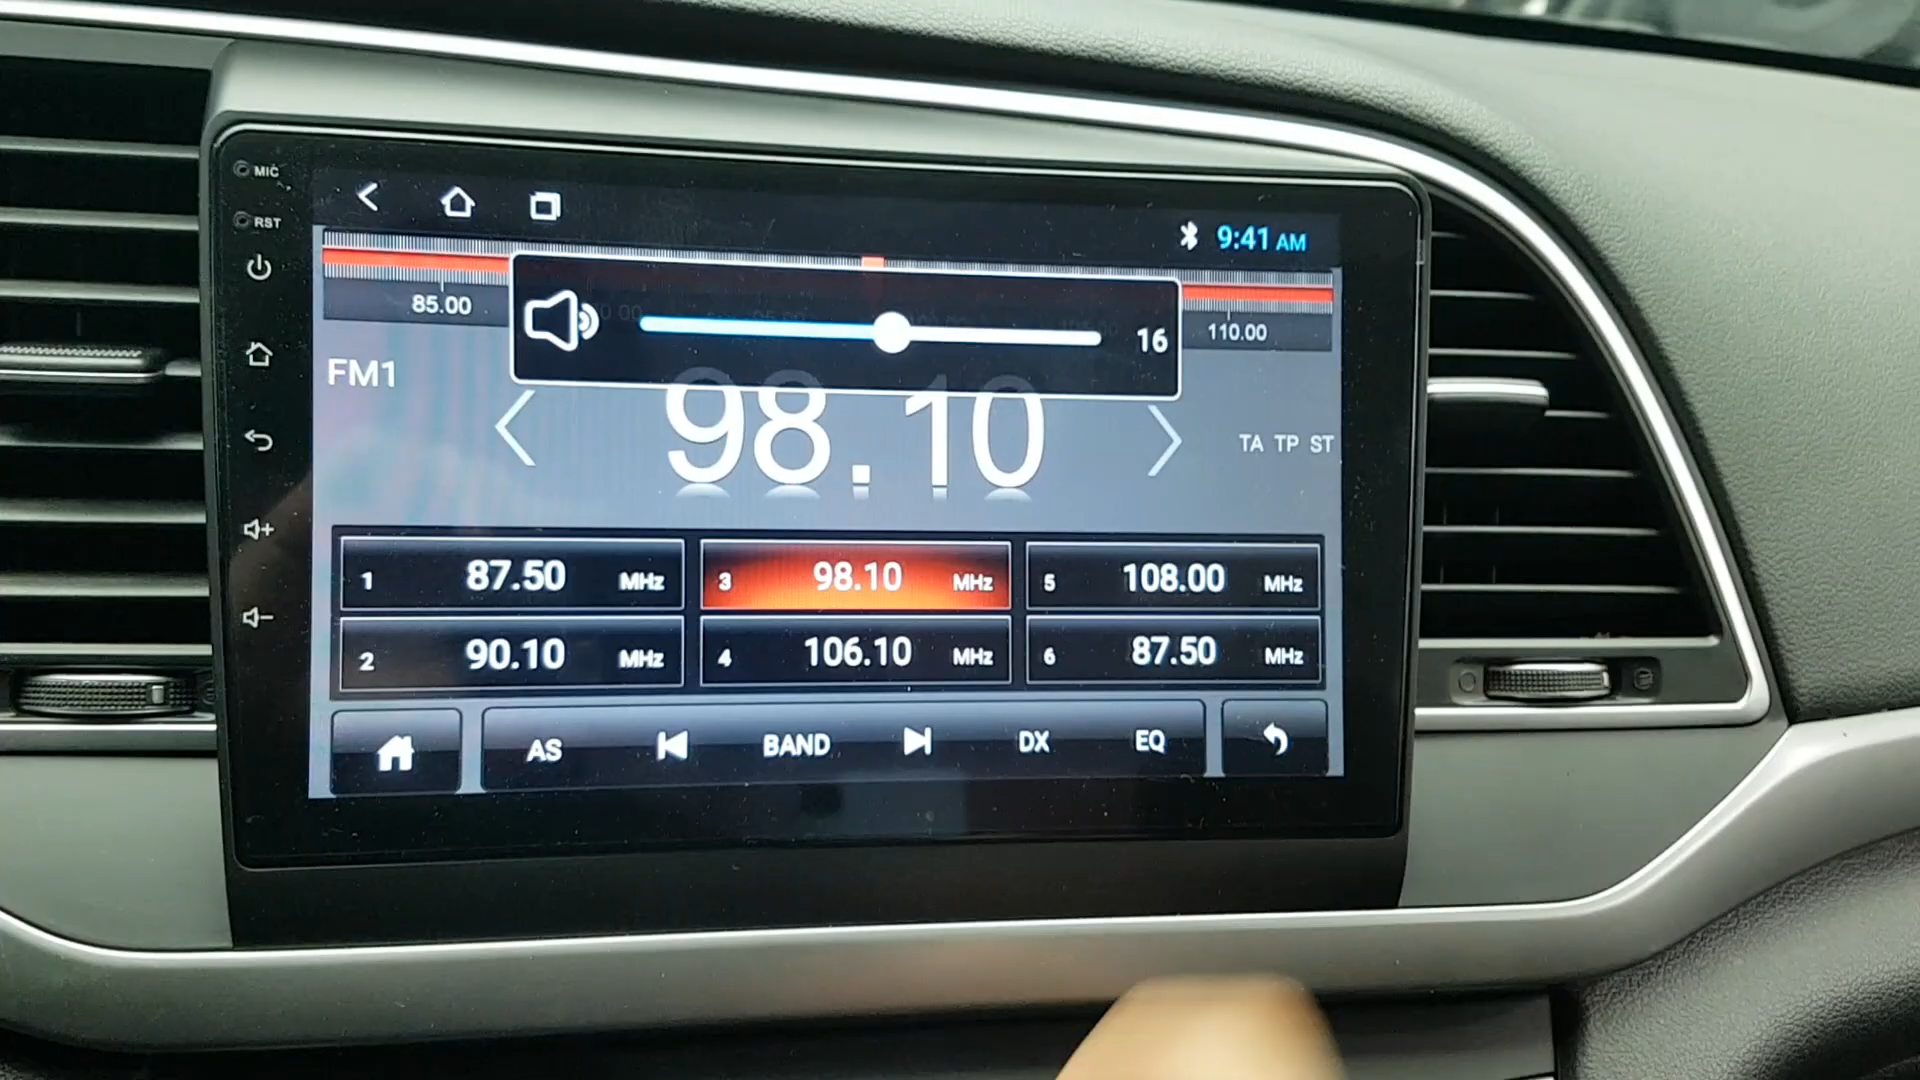 MIC
RST
9:41 AM
85.00
110.00
16
FM1
98.10
TA TP ST
1 87.50 MHz
3 98.10 MHz
5 108.00 MHz
2 90.10 MHz
4 106.10 MHz
6 87.50 MHz
AS BAND DX EQ